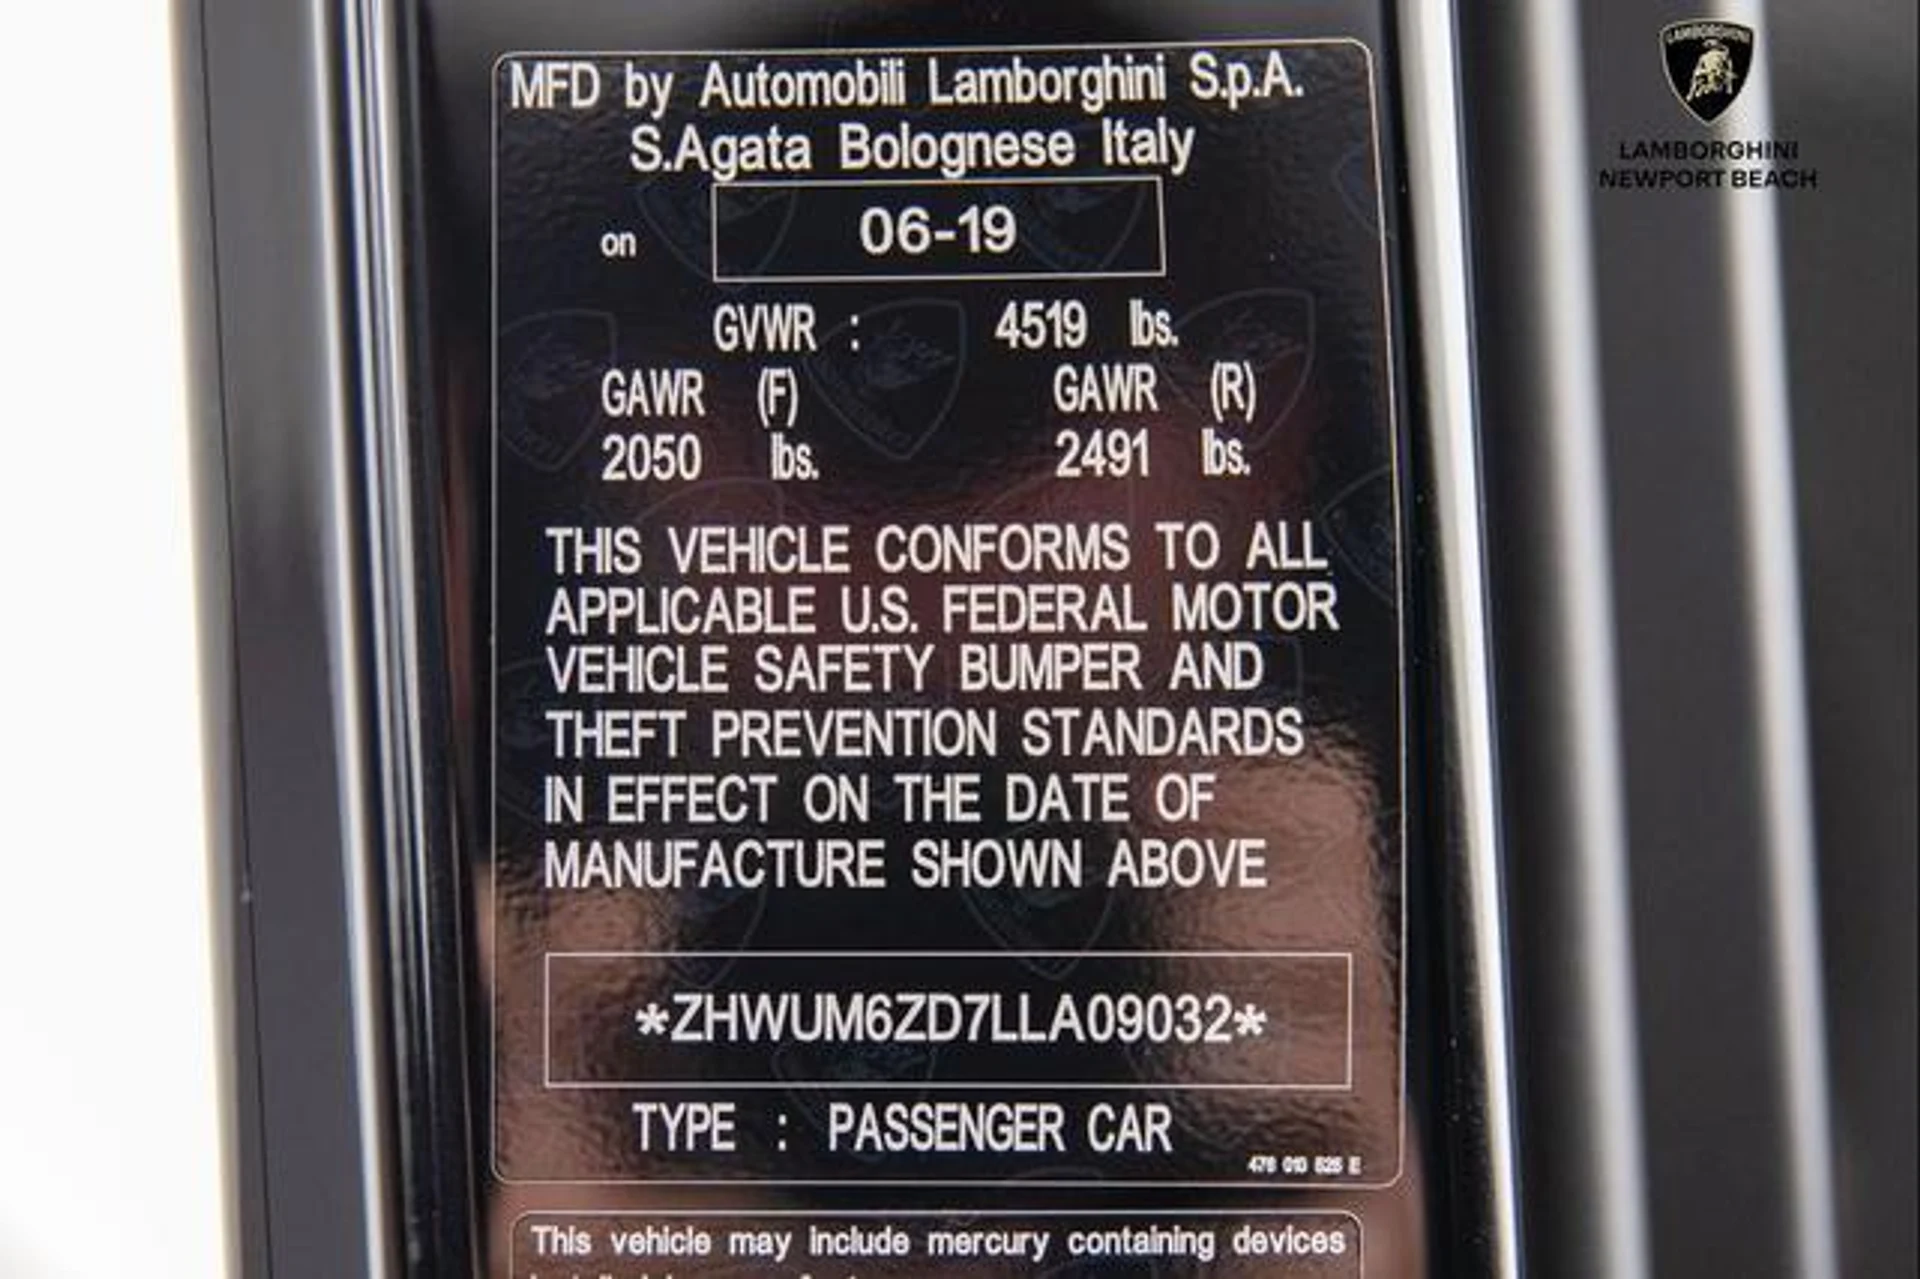 MFD by Automobili Lamborghini S.p.A.
S.Agata Bolognese Italy
on 06-19
GVWR : 4519 lbs.
GAWR (F) GAWR (R)
2050 lbs. 2491 lbs.
THIS VEHICLE CONFORMS TO ALL
APPLICABLE U.S. FEDERAL MOTOR
VEHICLE SAFETY BUMPER AND
THEFT PREVENTION STANDARDS
IN EFFECT ON THE DATE OF
MANUFACTURE SHOWN ABOVE
*ZHWUM6ZD7LLA09032*
TYPE : PASSENGER CAR
This vehicle may include mercury containing devices
LAMBORGHINI
LAMBORGHINI
NEWPORT BEACH